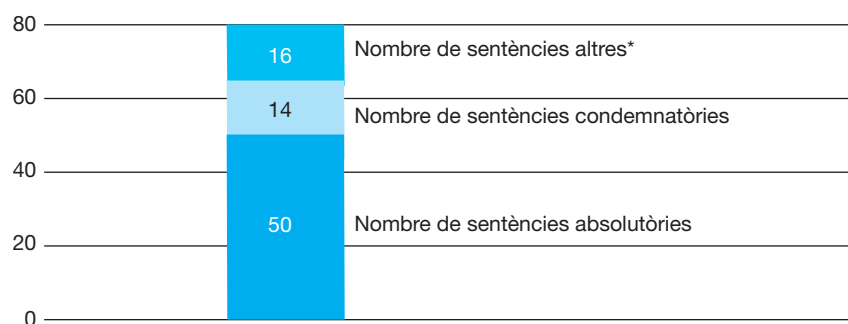 80
16 Nombre de sentències altres*
60
14 Nombre de sentències condemnatòries
40
50 Nombre de sentències absolutòries
20
0